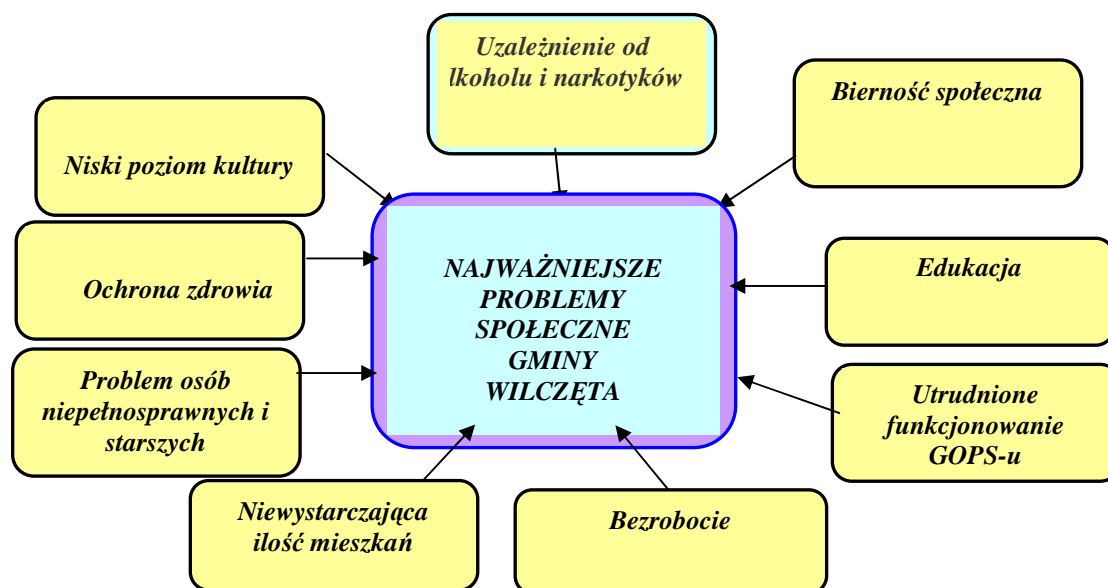 Uzależnienie od
lkoholu i narkotyków
Bierność społeczna
Niski poziom kultury
Ochrona zdrowia
Problem osób
niepełnosprawnych i
starszych
NAJWAŻNIEJSZE
PROBLEMY
SPOŁECZNE
GMINY
WILCZĘTA
Edukacja
Utrudnione
funkcjonowanie
GOPS-u
Niewystarczająca
ilość mieszkań
Bezrobocie